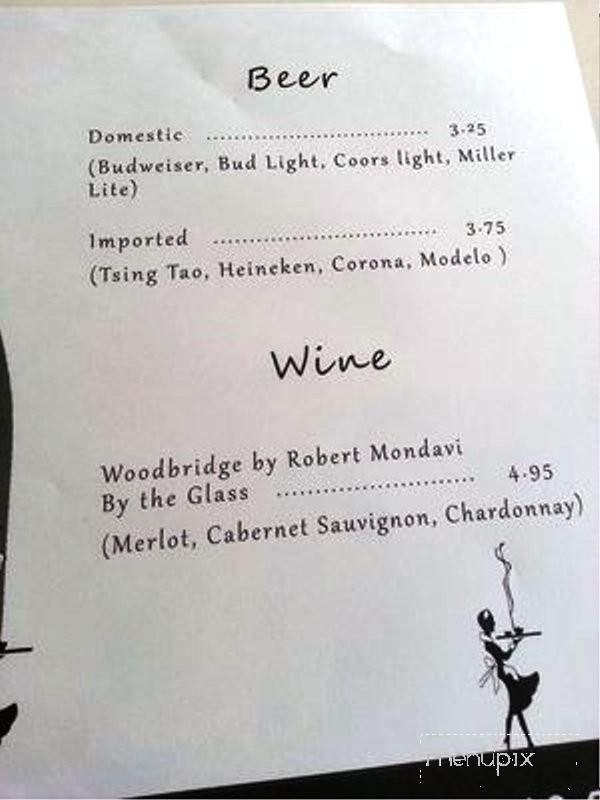 Beer
Domestic .............................. 3.25
(Budweiser, Bud Light, Coors light, Miller
Lite)
Imported .............................. 3.75
(Tsing Tao, Heineken, Corona, Modelo )
Wine
Woodbridge by Robert Mondavi
By the Glass .......................... 4.95
(Merlot, Cabernet Sauvignon, Chardonnay)
menupix